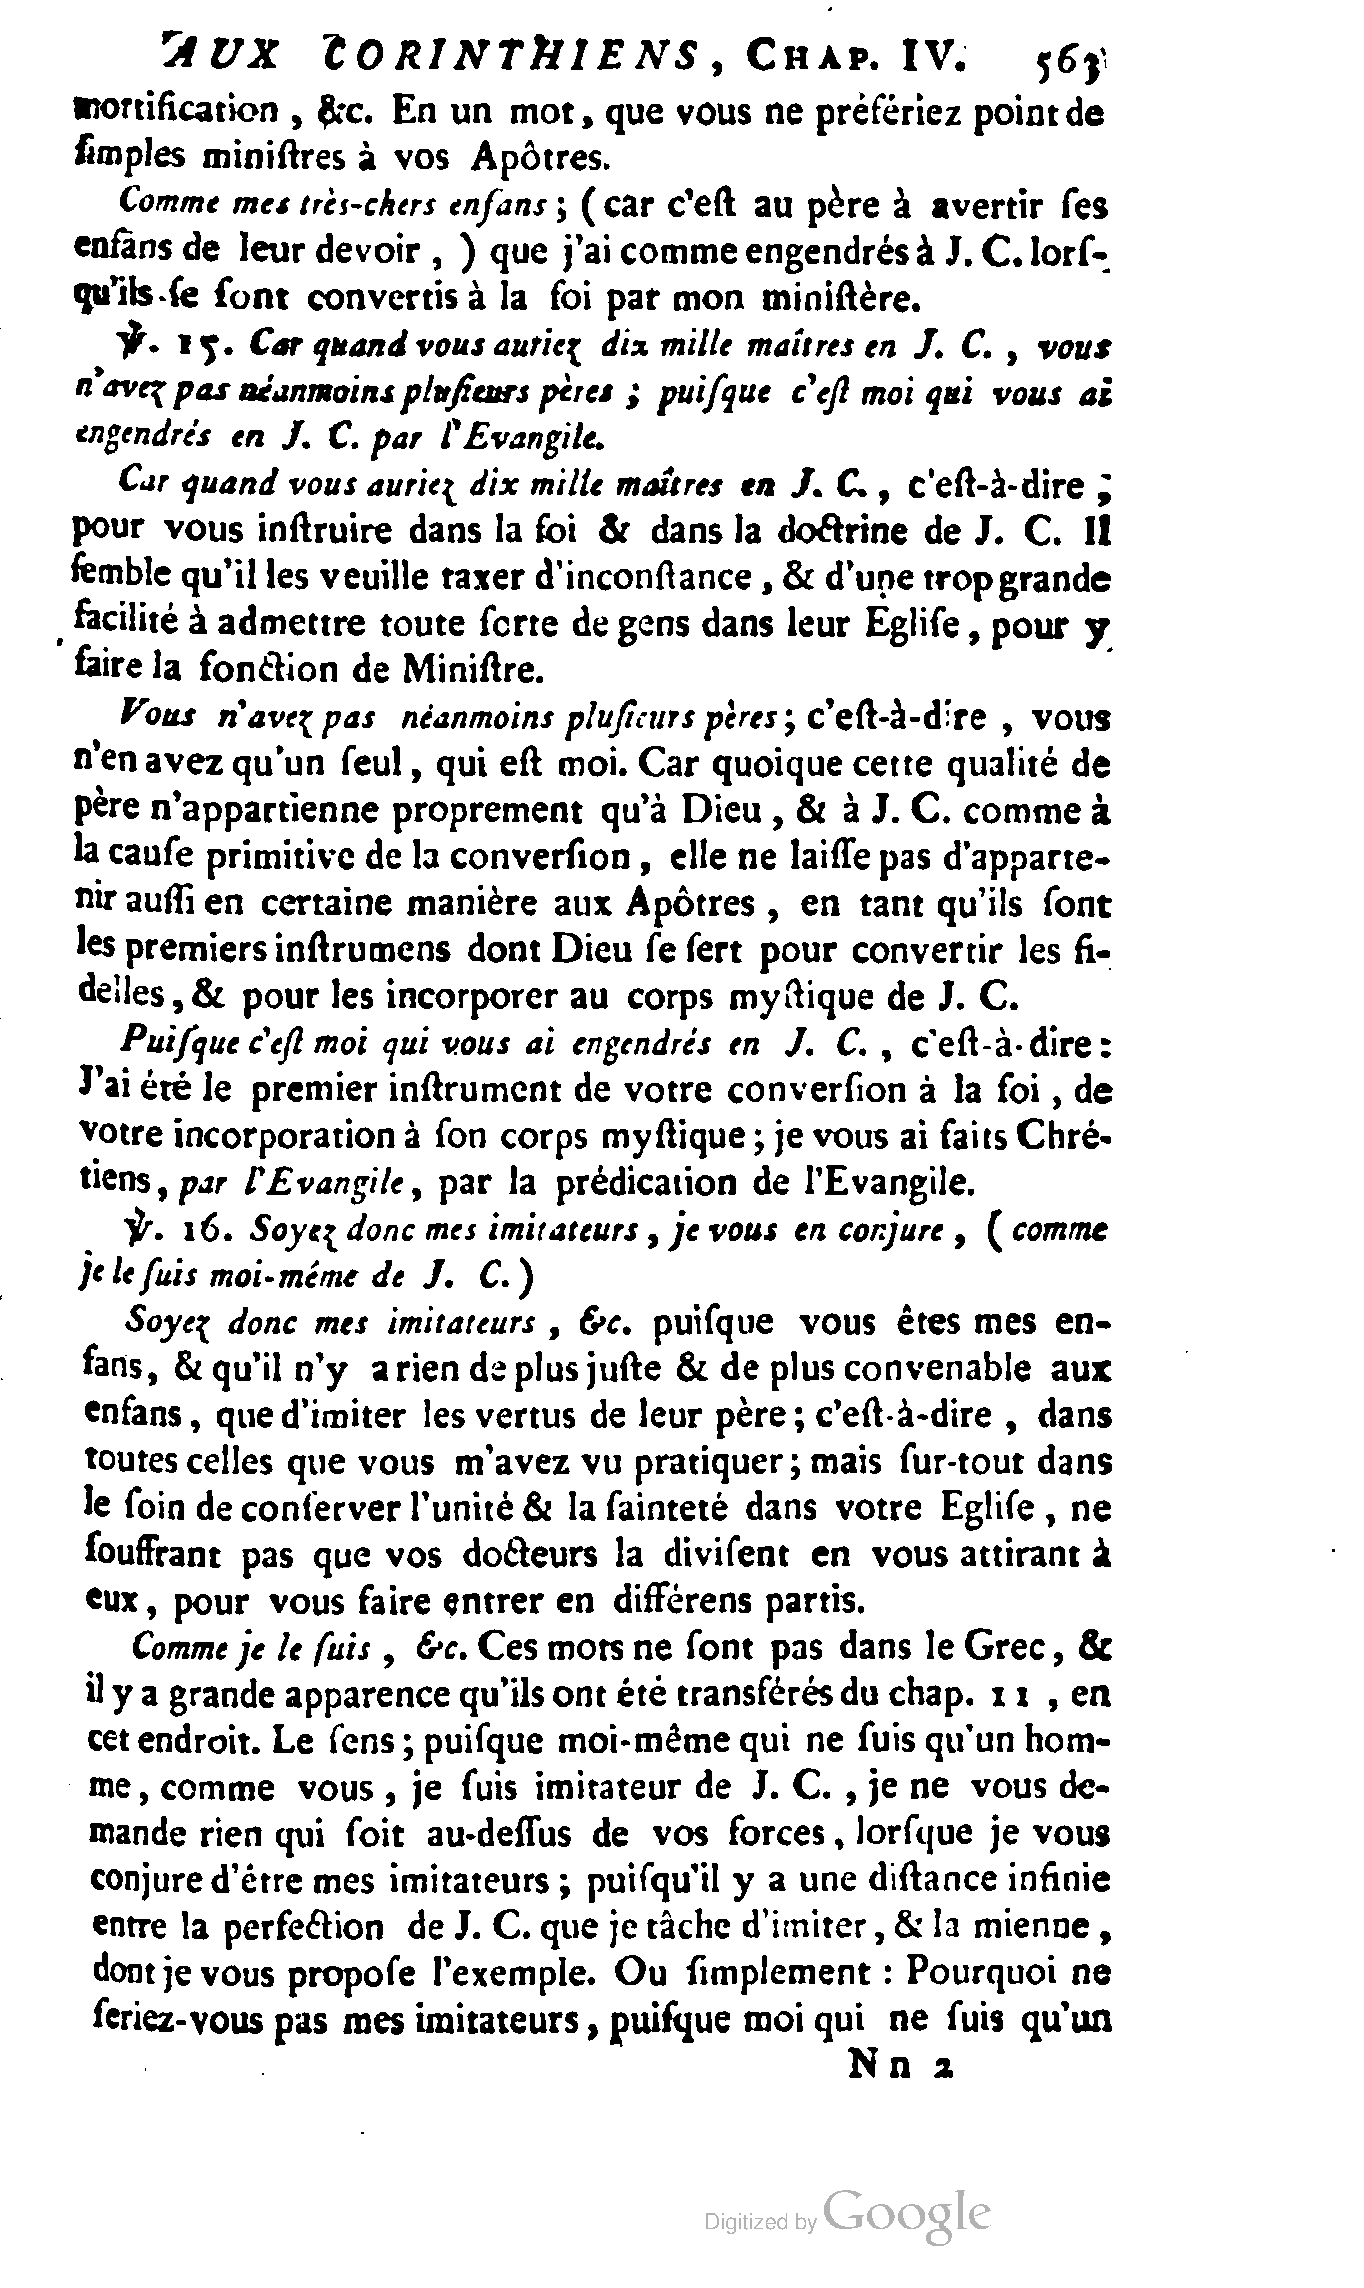 AUX CORINTHIENS, CHAP. IV. 563
mortification, &c. En un mot, que vous ne préfériez point de
ſimples miniſtres à vos Apôtres.
Comme mes très-chers enfans; (car c'eſt au père à avertir ſes
enfans de leur devoir, ) que j'ai comme engendrés à J. C. lorſ-
qu'ils ſe ſont convertis à la foi par mon miniſtère.
℣. 15. Car quand vous auriez dix mille maîtres en J. C., vous
n'avez pas néanmoins pluſieurs pères; puiſque c'eſt moi qui vous ai
engendrés en J. C. par l'Evangile.
Car quand vous auriez dix mille maîtres en J. C., c'eſt-à-dire;
pour vous inſtruire dans la foi & dans la doctrine de J. C. Il
ſemble qu'il les veuille taxer d'inconſtance, & d'une trop grande
facilité à admettre toute ſorte de gens dans leur Egliſe, pour y
faire la fonction de Miniſtre.
Vous n'avez pas néanmoins pluſieurs pères; c'eſt-à-dire, vous
n'en avez qu'un ſeul, qui eſt moi. Car quoique cette qualité de
père n'appartienne proprement qu'à Dieu, & à J. C. comme à
la cauſe primitive de la converſion, elle ne laiſſe pas d'apparte-
nir auſſi en certaine manière aux Apôtres, en tant qu'ils ſont
les premiers inſtrumens dont Dieu ſe ſert pour convertir les fi-
delles, & pour les incorporer au corps myſtique de J. C.
Puiſque c'eſt moi qui vous ai engendrés en J. C., c'eſt-à-dire:
J'ai été le premier inſtrument de votre converſion à la foi, de
votre incorporation à ſon corps myſtique; je vous ai faits Chré-
tiens, par l'Evangile, par la prédication de l'Evangile.
℣. 16. Soyez donc mes imitateurs, je vous en conjure, (comme
je le ſuis moi-même de J. C.)
Soyez donc mes imitateurs, &c. puiſque vous êtes mes en-
fans, & qu'il n'y a rien de plus juſte & de plus convenable aux
enfans, que d'imiter les vertus de leur père; c'eſt-à-dire, dans
toutes celles que vous m'avez vu pratiquer; mais ſur-tout dans
le ſoin de conſerver l'unité & la ſainteté dans votre Egliſe, ne
ſouffrant pas que vos docteurs la diviſent en vous attirant à
eux, pour vous faire entrer en différens partis.
Comme je le ſuis, &c. Ces mots ne ſont pas dans le Grec, &
il y a grande apparence qu'ils ont été transférés du chap. 11, en
cet endroit. Le ſens; puiſque moi-même qui ne ſuis qu'un hom-
me, comme vous, je ſuis imitateur de J. C., je ne vous de-
mande rien qui ſoit au-deſſus de vos forces, lorſque je vous
conjure d'être mes imitateurs; puiſqu'il y a une diſtance infinie
entre la perfection de J. C. que je tâche d'imiter, & la mienne,
dont je vous propoſe l'exemple. Ou ſimplement : Pourquoi ne
ſeriez-vous pas mes imitateurs, puiſque moi qui ne ſuis qu'un
Nn 2
Digitized by Google